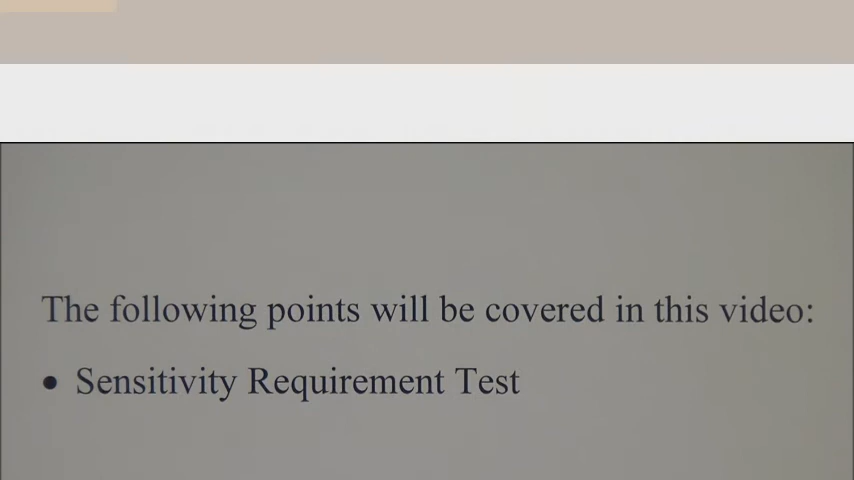 The following points will be covered in this video:
• Sensitivity Requirement Test